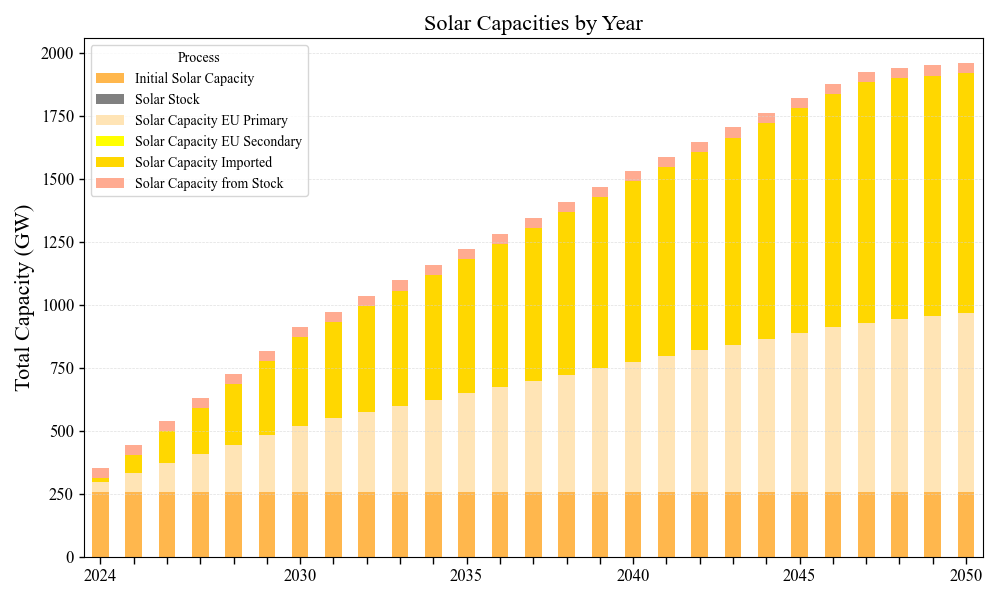 Solar Capacities by Year
Total Capacity (GW)
2000
1750
1500
1250
1000
750
500
250
0
Process
Initial Solar Capacity
Solar Stock
Solar Capacity EU Primary
Solar Capacity EU Secondary
Solar Capacity Imported
Solar Capacity from Stock
2024 2030 2035 2040 2045 2050